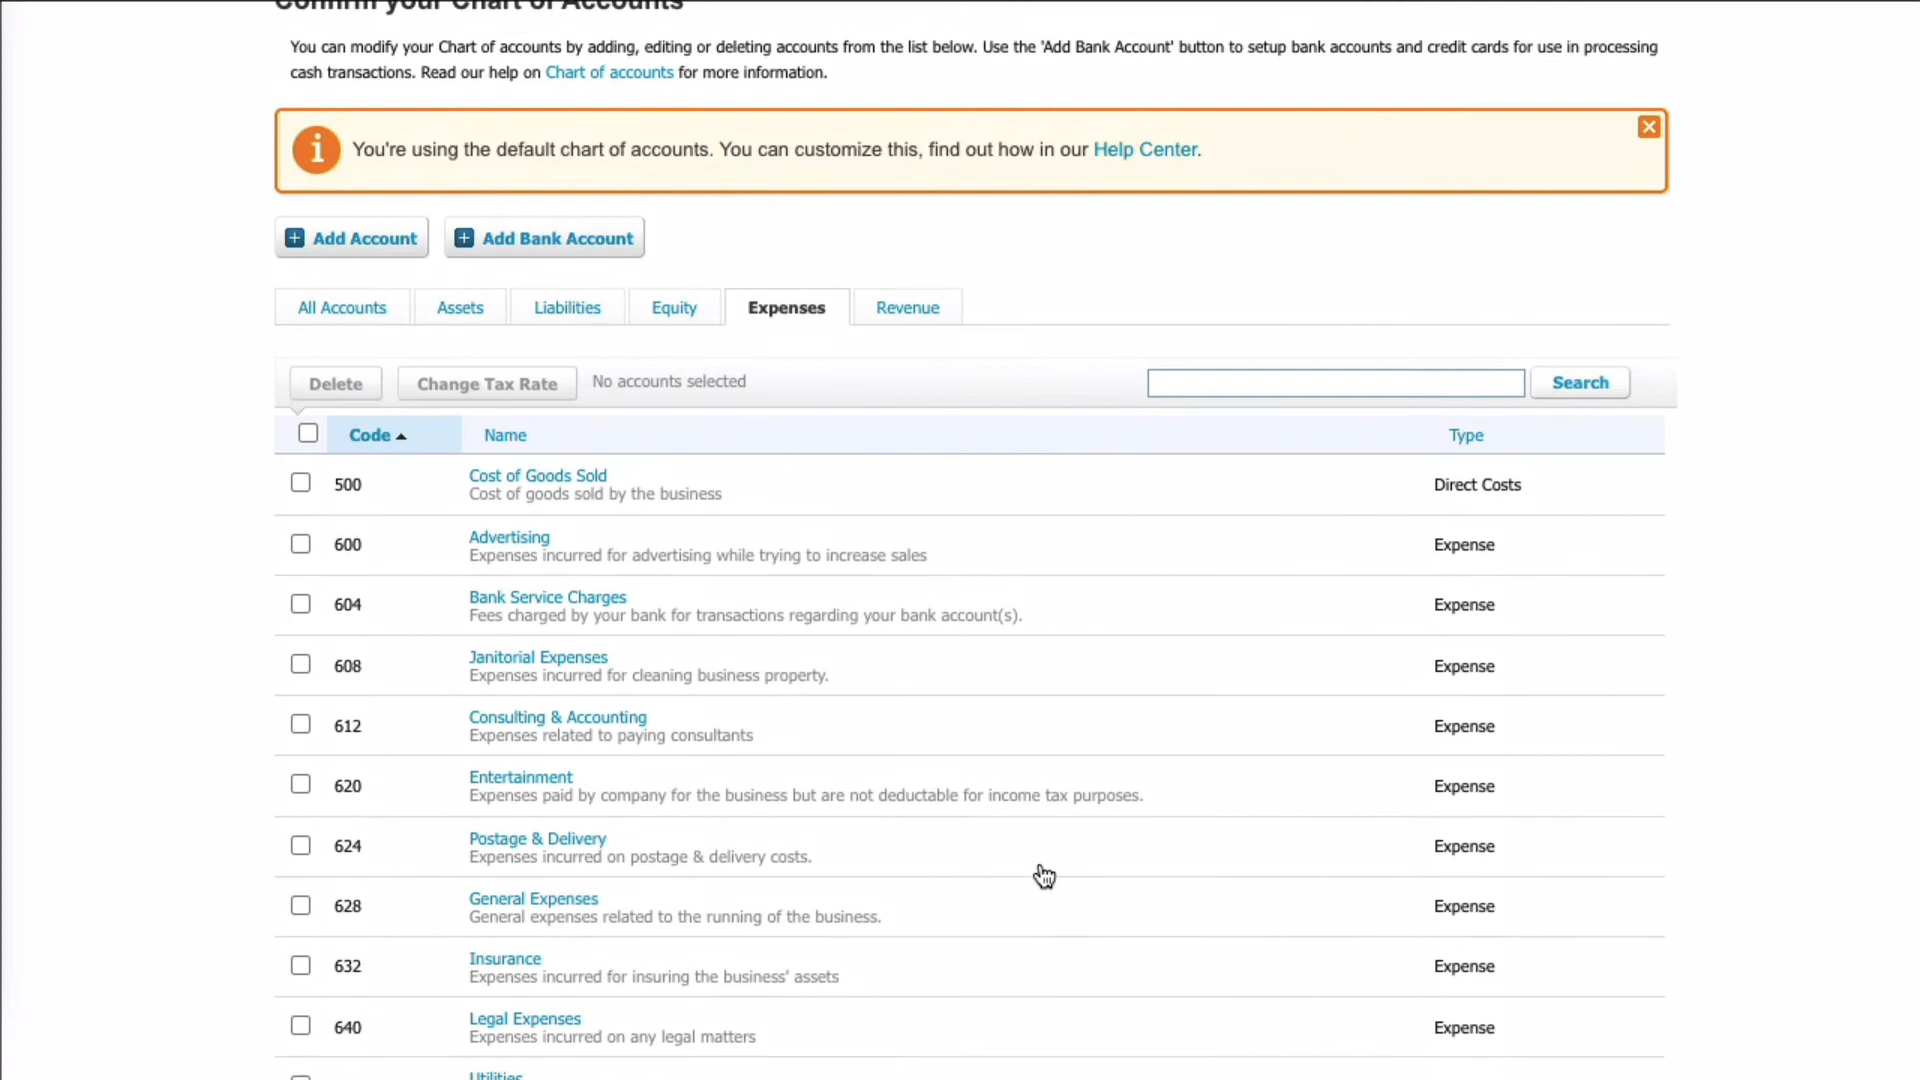 Confirm your Chart of Accounts
You can modify your Chart of accounts by adding, editing or deleting accounts from the list below. Use the 'Add Bank Account' button to setup bank accounts and credit cards for use in processing
cash transactions. Read our help on Chart of accounts for more information.
You're using the default chart of accounts. You can customize this, find out how in our Help Center.
Add Account Add Bank Account
All Accounts Assets Liabilities Equity Expenses Revenue
Delete Change Tax Rate No accounts selected Search
Code Name Type
500 Cost of Goods Sold Direct Costs
Cost of goods sold by the business
600 Advertising Expense
Expenses incurred for advertising while trying to increase sales
604 Bank Service Charges Expense
Fees charged by your bank for transactions regarding your bank account(s).
608 Janitorial Expenses Expense
Expenses incurred for cleaning business property.
612 Consulting & Accounting Expense
Expenses related to paying consultants
620 Entertainment Expense
Expenses paid by company for the business but are not deductable for income tax purposes.
624 Postage & Delivery Expense
Expenses incurred on postage & delivery costs.
628 General Expenses Expense
General expenses related to the running of the business.
632 Insurance Expense
Expenses incurred for insuring the business' assets
640 Legal Expenses Expense
Expenses incurred on any legal matters
Utilities